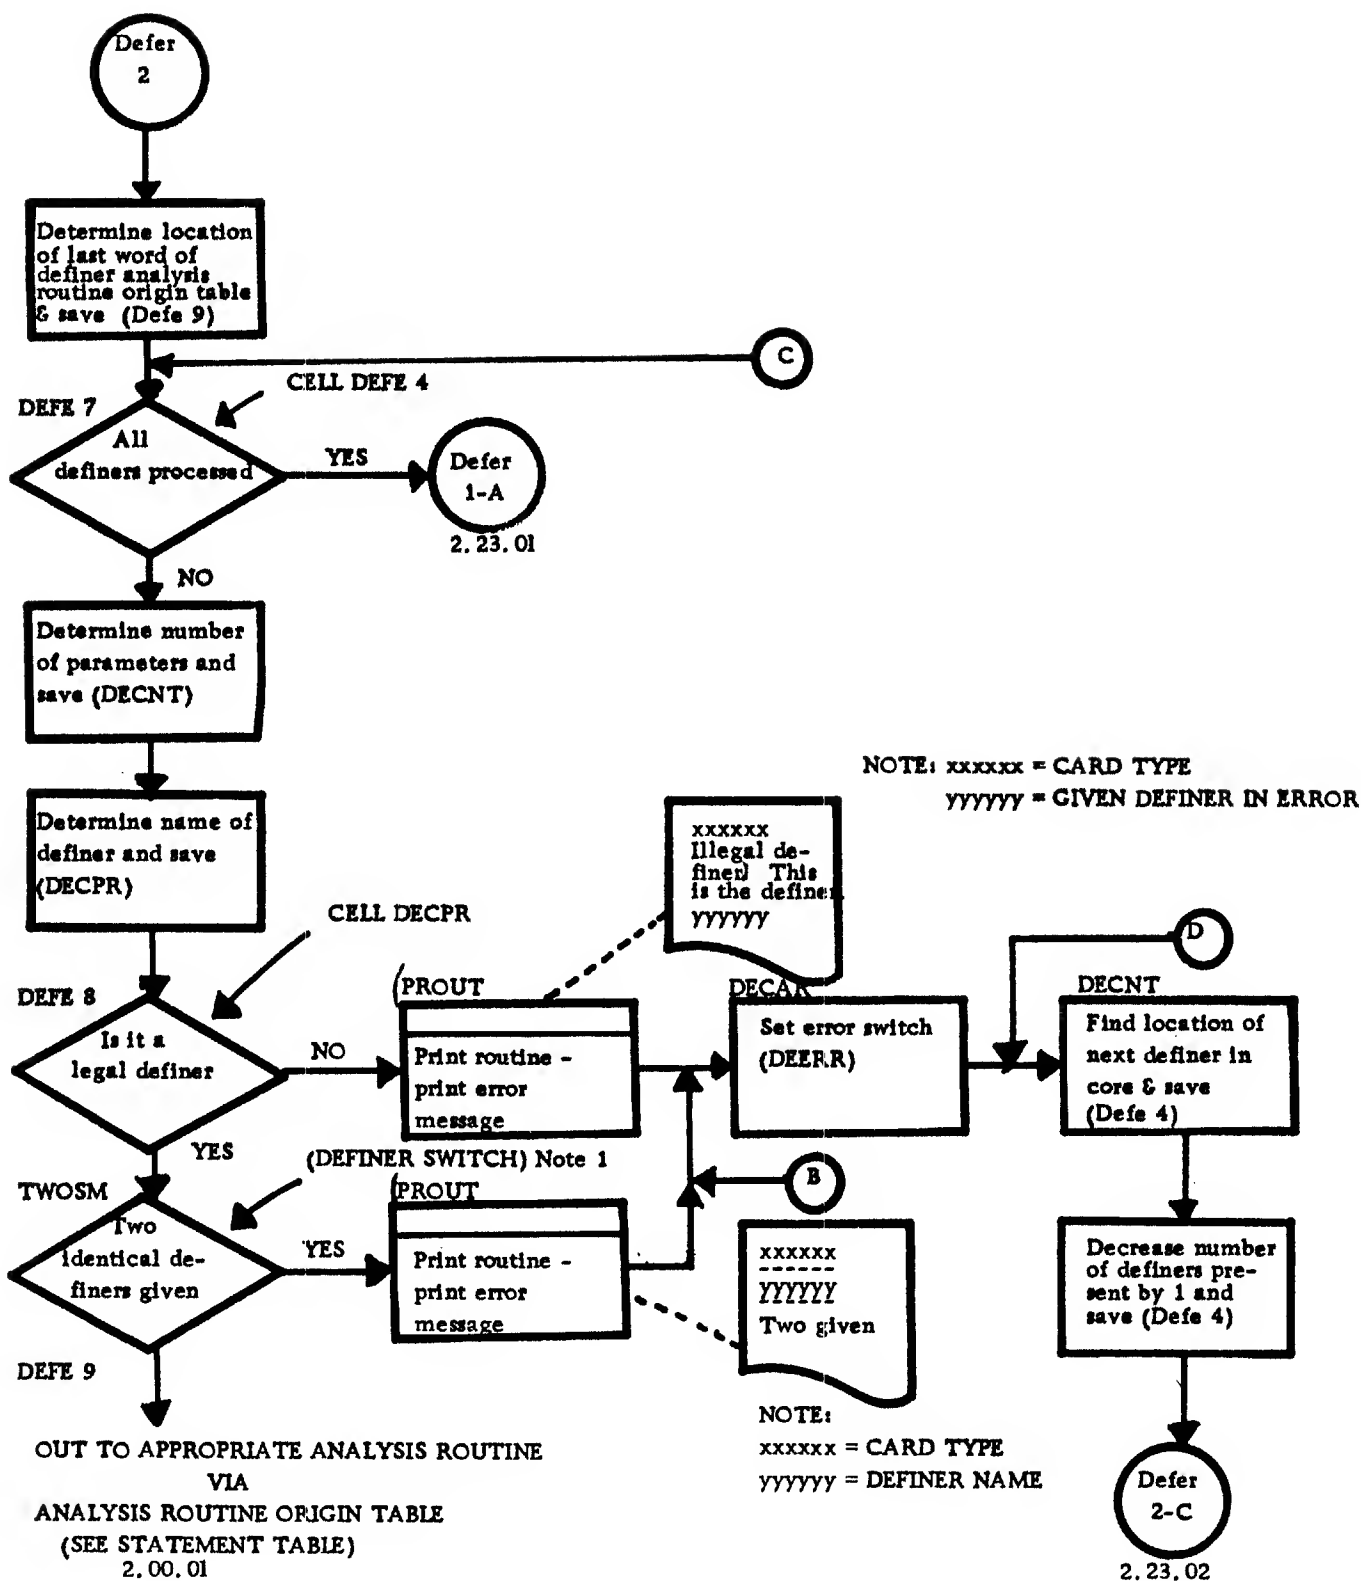 Defer
2
Determine location
of last word of
definer analysis
routine origin table
& save (Defe 9)
C
CELL DEFE 4
DEFE 7
All
definers processed
YES
Defer
1-A
2.23.01
NO
Determine number
of parameters and
save (DECNT)
NOTE: xxxxxx = CARD TYPE
yyyyyy = GIVEN DEFINER IN ERROR
Determine name of
definer and save
(DECPR)
xxxxxx
Illegal de-
finer) This
is the definer.
yyyyyy
CELL DECPR
D
DEFE 8
(PROUT
DECAR
DECNT
Is it a
legal definer
NO
Print routine -
print error
message
Set error switch
(DEERR)
Find location of
next definer in
core & save
(Defe 4)
YES
(DEFINER SWITCH) Note 1
B
TWOSM
(PROUT
Two
identical de-
finers given
YES
Print routine -
print error
message
xxxxxx
------
yyyyyy
Two given
Decrease number
of definers pre-
sent by 1 and
save (Defe 4)
DEFE 9
NOTE:
xxxxxx = CARD TYPE
yyyyyy = DEFINER NAME
OUT TO APPROPRIATE ANALYSIS ROUTINE
VIA
ANALYSIS ROUTINE ORIGIN TABLE
(SEE STATEMENT TABLE)
2.00.01
Defer
2-C
2.23.02